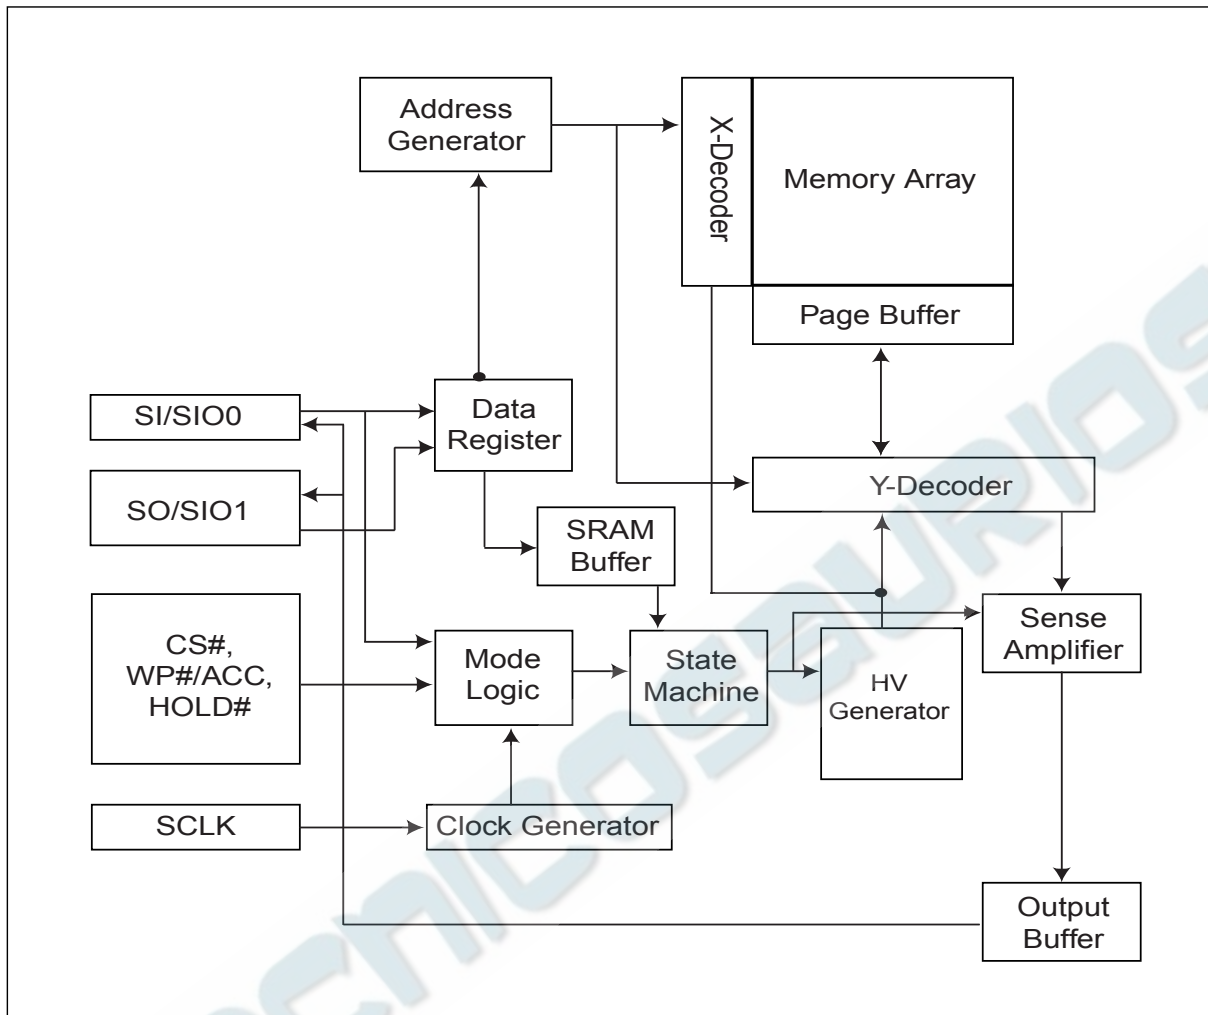 Address
Generator
X-Decoder
Memory Array
Page Buffer
SI/SIO0
Data
Register
SO/SIO1
Y-Decoder
SRAM
Buffer
CS#,
WP#/ACC,
HOLD#
Mode
Logic
State
Machine
HV
Generator
Sense
Amplifier
SCLK
Clock Generator
Output
Buffer
cnicosaurios